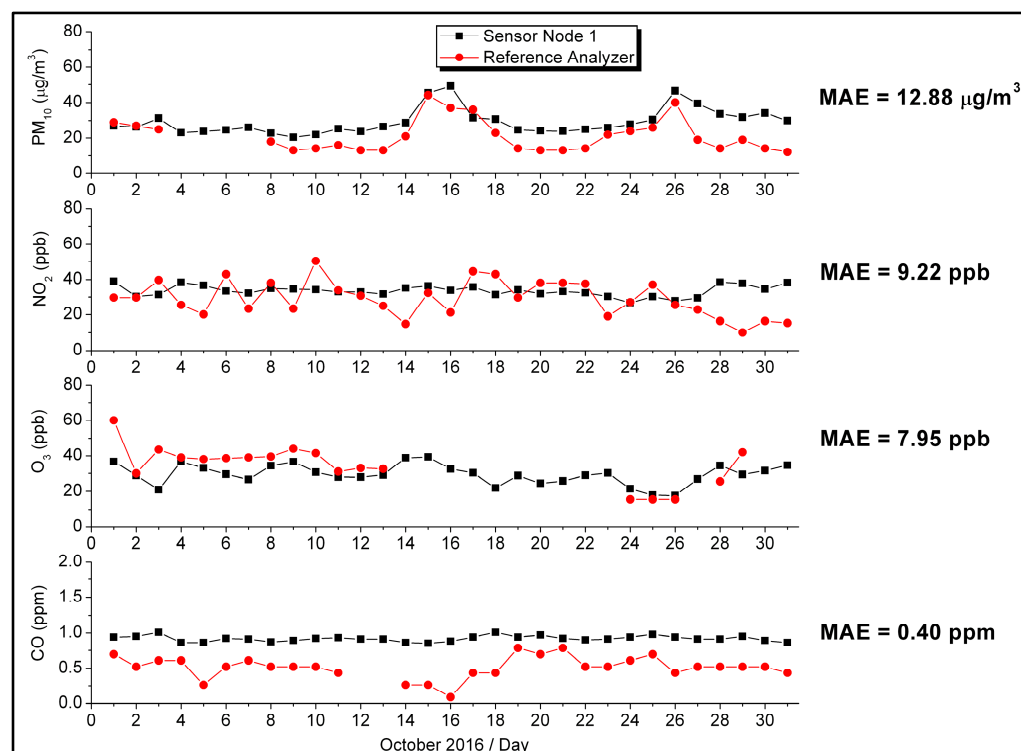 Sensor Node 1
Reference Analyzer
80
60
40
20
0
PM10 (μg/m3)
0 2 4 6 8 10 12 14 16 18 20 22 24 26 28 30
MAE = 12.88 μg/m3
80
60
40
20
0
NO2 (ppb)
0 2 4 6 8 10 12 14 16 18 20 22 24 26 28 30
MAE = 9.22 ppb
80
60
40
20
0
O3 (ppb)
0 2 4 6 8 10 12 14 16 18 20 22 24 26 28 30
MAE = 7.95 ppb
2.0
1.5
1.0
0.5
0.0
CO (ppm)
0 2 4 6 8 10 12 14 16 18 20 22 24 26 28 30
MAE = 0.40 ppm
October 2016 / Day